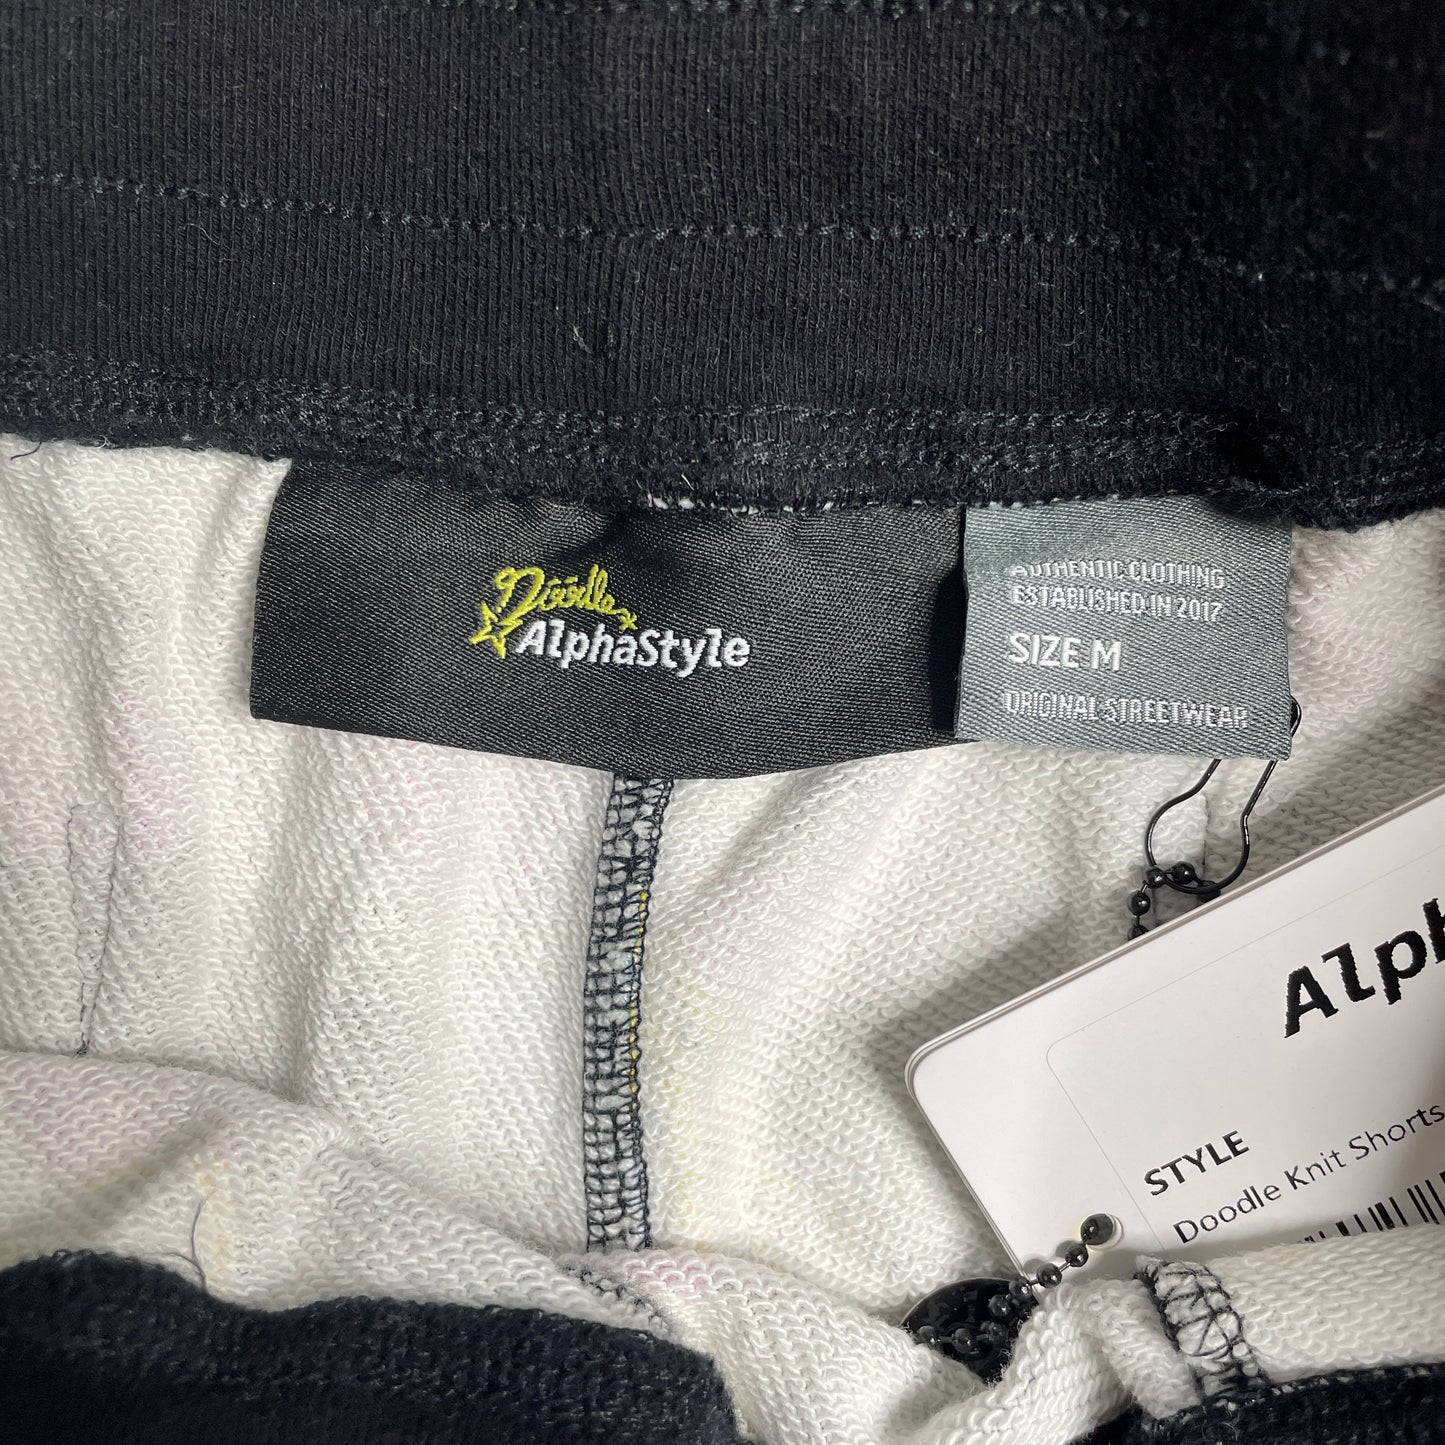 Doodle
AlphaStyle
AUTHENTIC CLOTHING
ESTABLISHED IN 2017
SIZE M
ORIGINAL STREETWEAR
Alph
STYLE
Doodle Knit Shorts